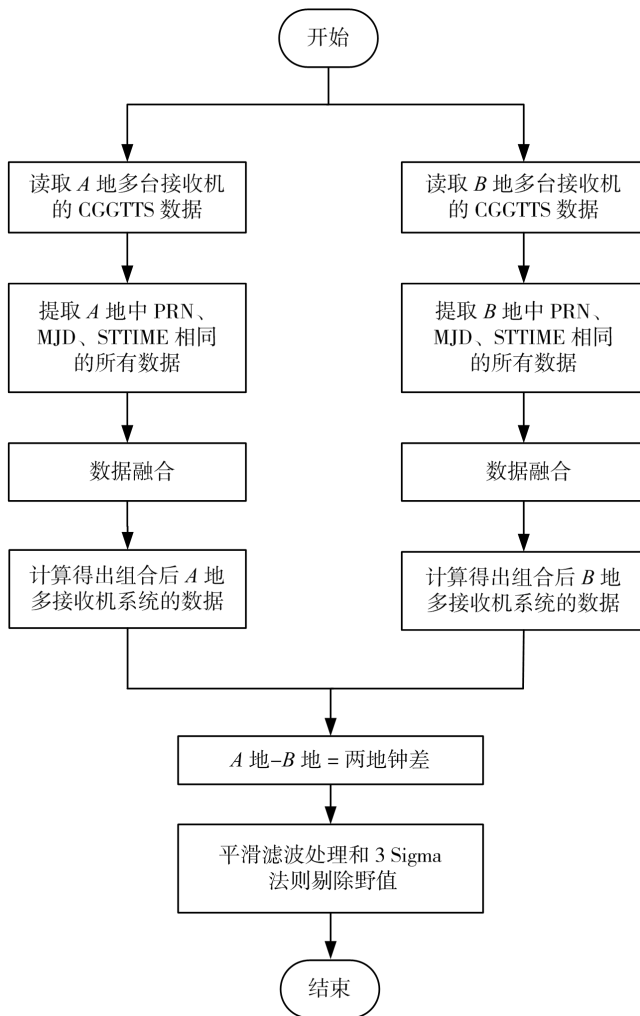 开始
读取 A 地多台接收机
的 CGGTTS 数据
提取 A 地中 PRN、
MJD、STTIME 相同
的所有数据
数据融合
计算得出组合后 A 地
多接收机系统的数据
读取 B 地多台接收机
的 CGGTTS 数据
提取 B 地中 PRN、
MJD、STTIME 相同
的所有数据
数据融合
计算得出组合后 B 地
多接收机系统的数据
A 地–B 地 = 两地钟差
平滑滤波处理和 3 Sigma
法则剔除野值
结束